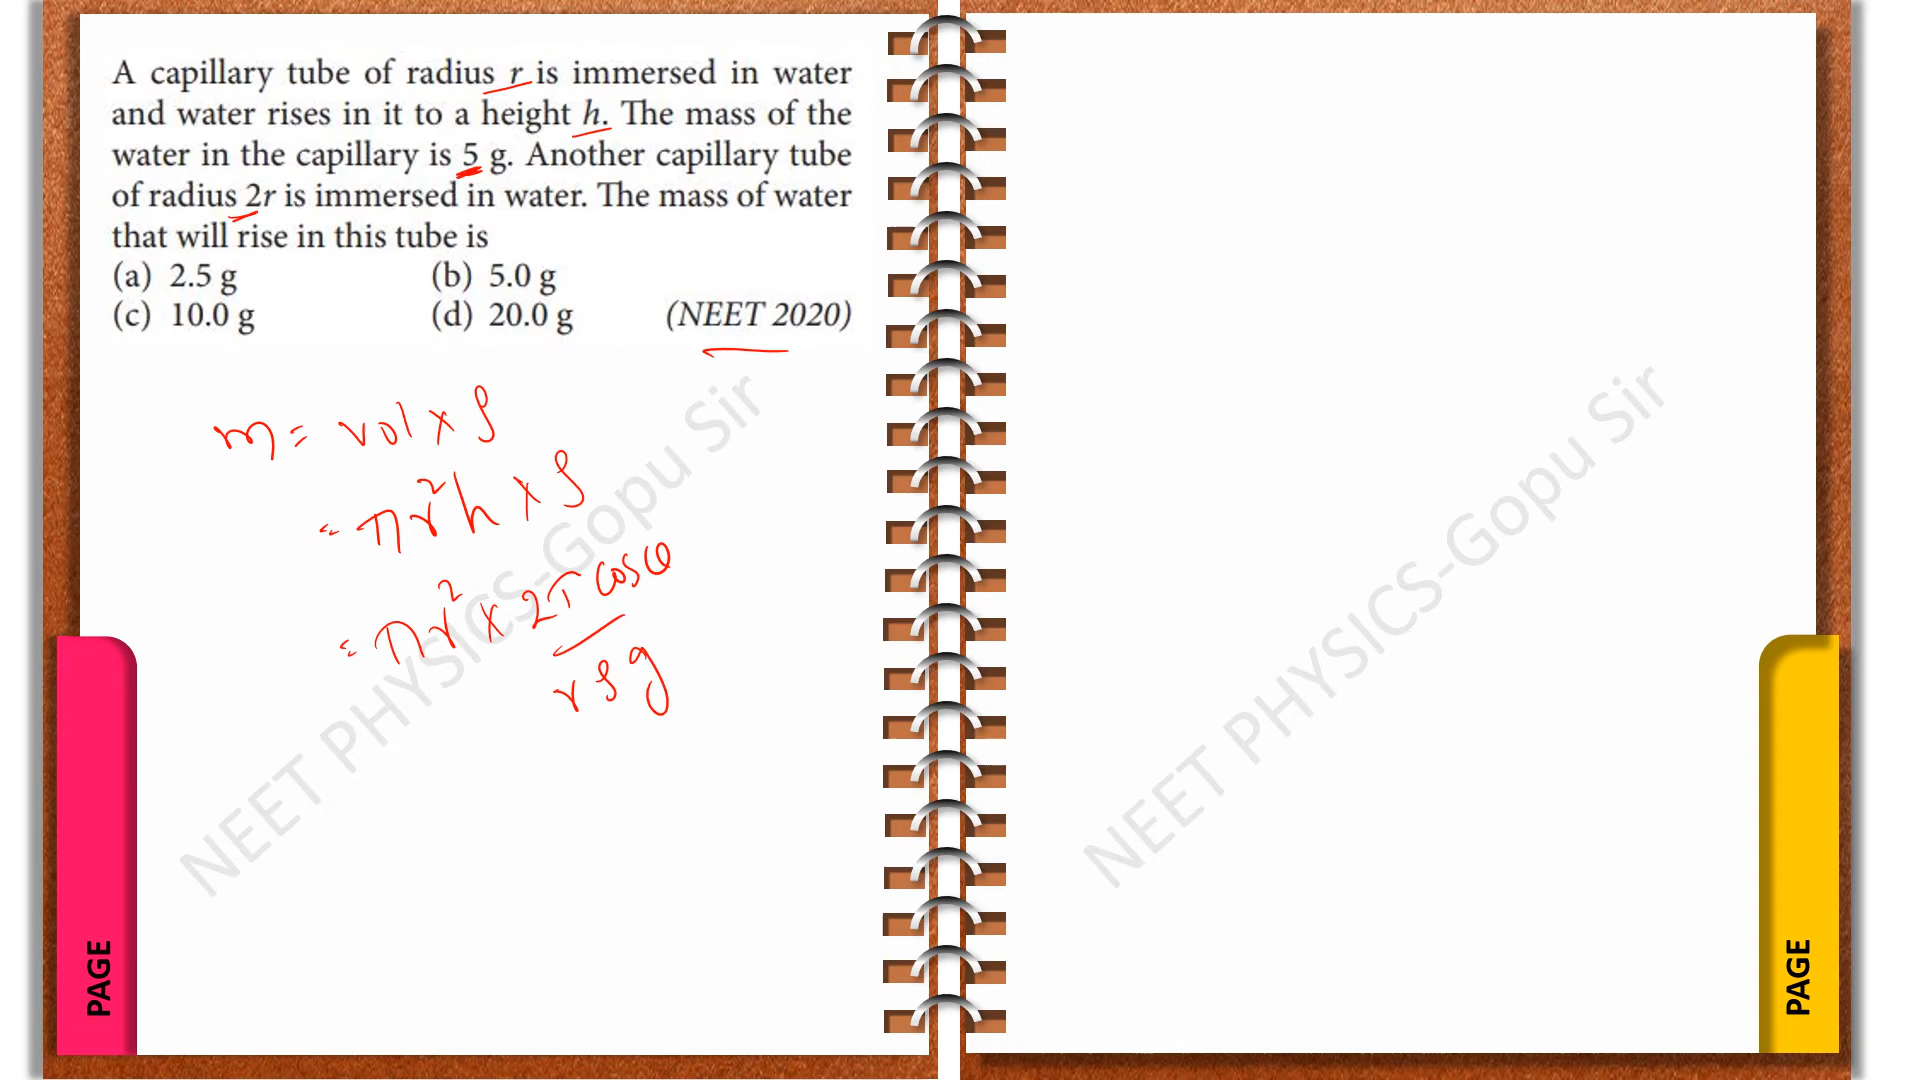 A capillary tube of radius r is immersed in water
and water rises in it to a height h. The mass of the
water in the capillary is 5 g. Another capillary tube
of radius 2r is immersed in water. The mass of water
that will rise in this tube is
(a) 2.5 g (b) 5.0 g
(c) 10.0 g (d) 20.0 g (NEET 2020)
m = vol × ρ
= πr²h × ρ
= πr² × 2T cosθ
rρg
NEET PHYSICS-Gopu Sir
NEET PHYSICS-Gopu Sir
PAGE
PAGE